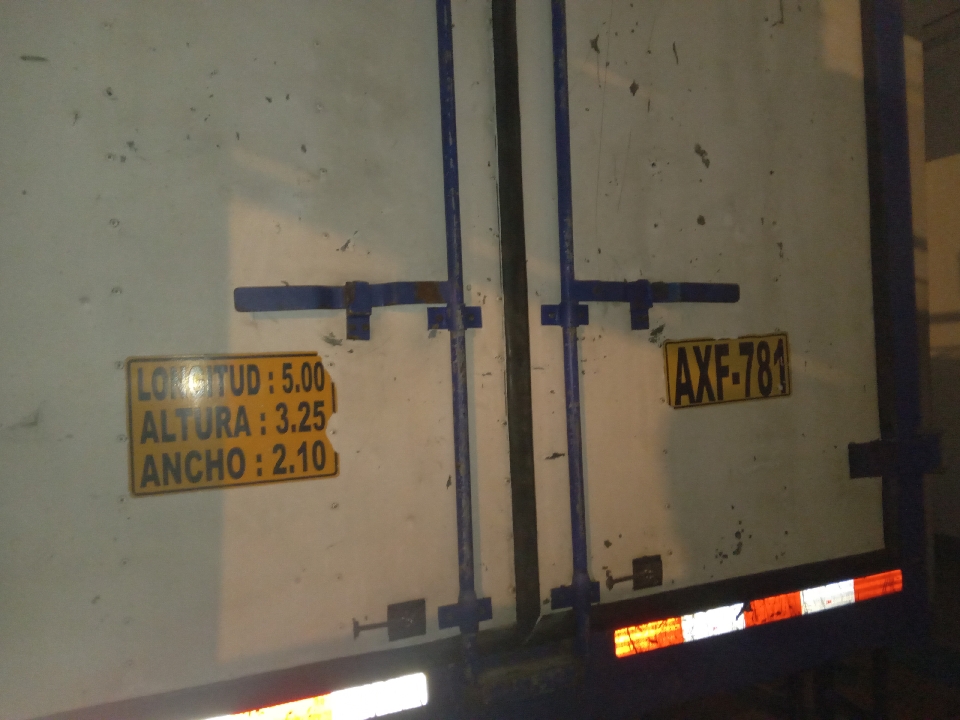 LONGITUD : 5.00
ALTURA : 3.25
ANCHO : 2.10
AXF-781